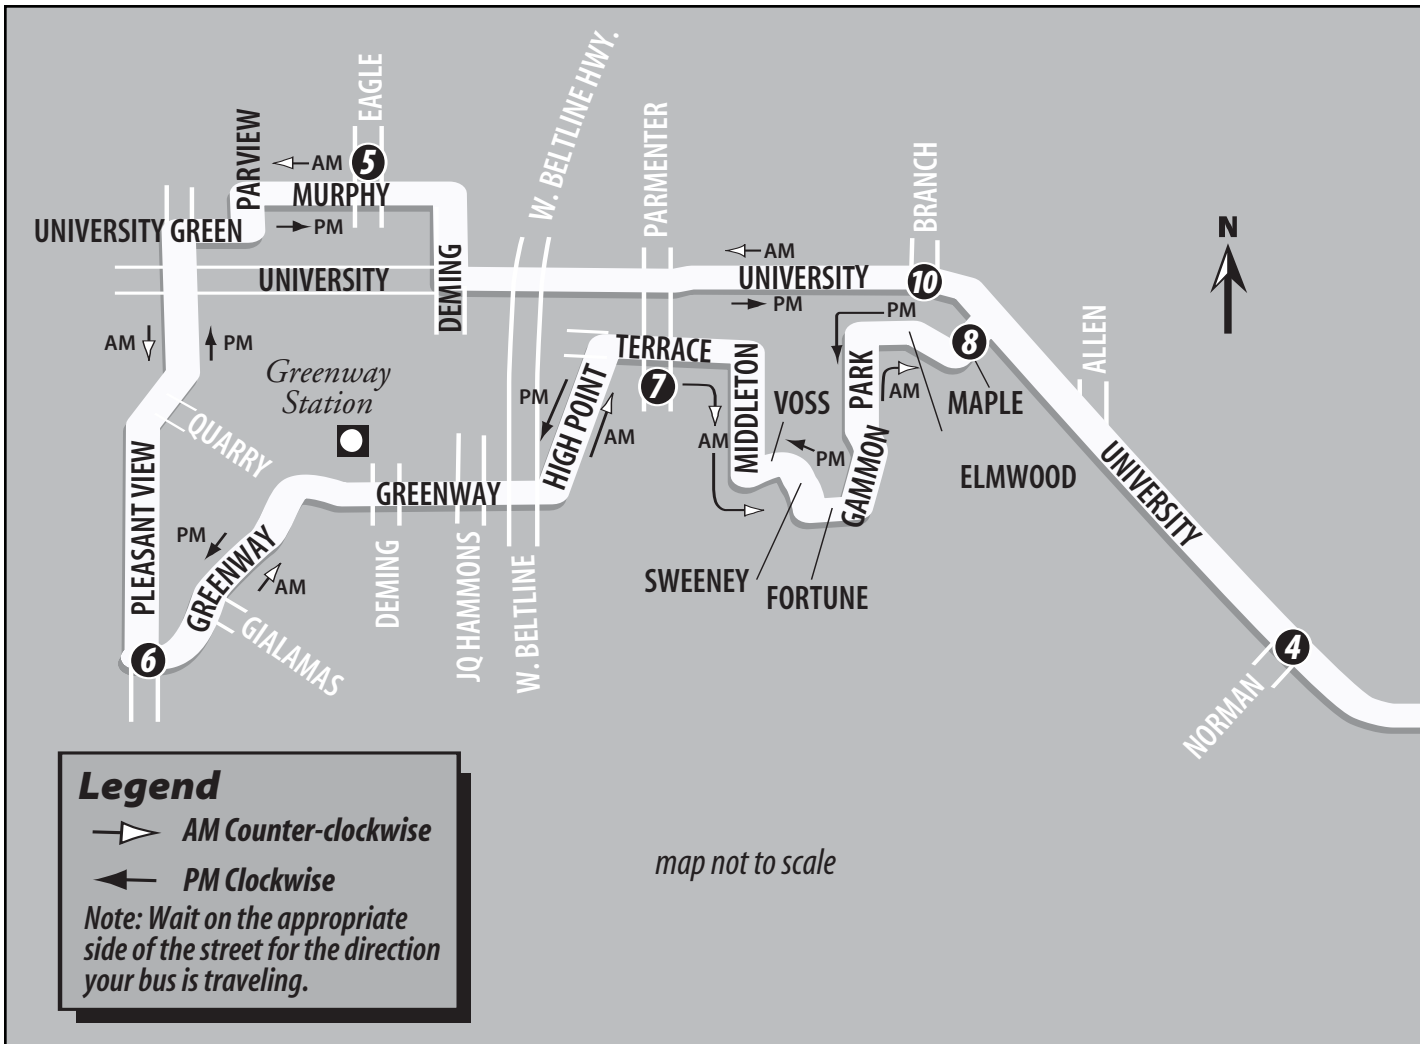 EAGLE
W. BELTLINE HWY.
PARMENTER
PARVIEW
AM
5
MURPHY
BRANCH
UNIVERSITY GREEN
PM
N
AM
UNIVERSITY
DEMING
UNIVERSITY
10
PM
PM
ALLEN
AM
PM
TERRACE
8
Greenway
Station
HIGH POINT
7
MIDDLETON
VOSS
PARK
AM
MAPLE
PM
AM
AM
QUARRY
PM
GAMMON
ELMWOOD
UNIVERSITY
PLEASANT VIEW
GREENWAY
PM
GREENWAY
AM
DEMING
JQ HAMMONS
W. BELTLINE
SWEENEY
FORTUNE
GIALAMAS
6
4
NORMAN
Legend
AM Counter-clockwise
PM Clockwise
Note: Wait on the appropriate
side of the street for the direction
your bus is traveling.
map not to scale